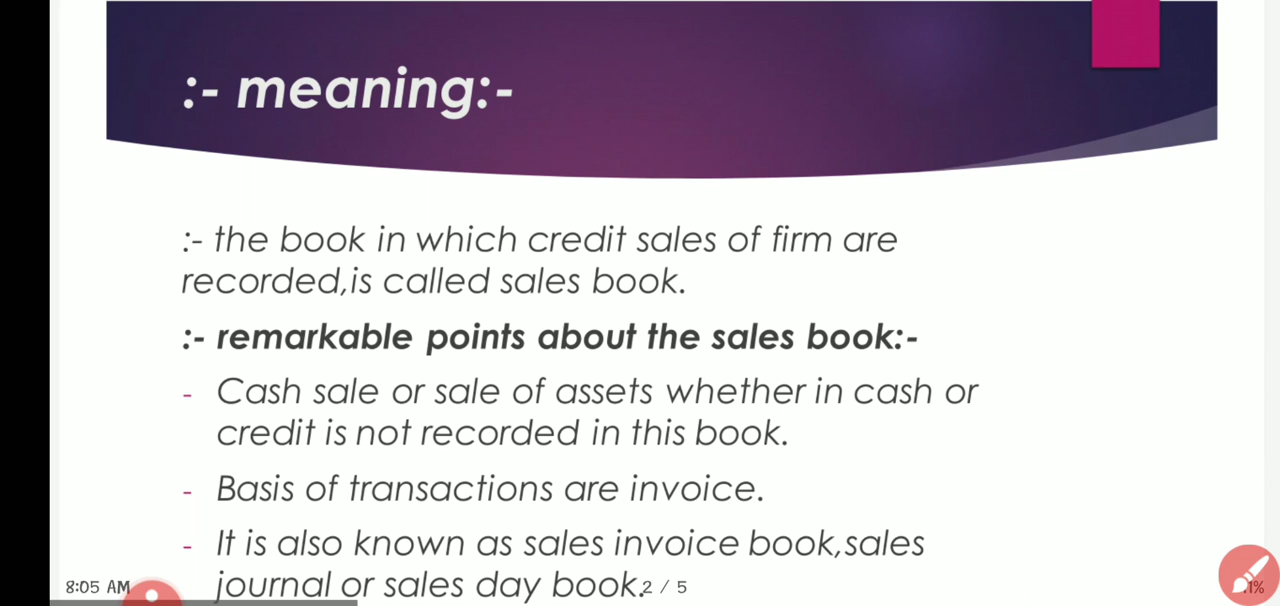 :- meaning:-
:- the book in which credit sales of firm are
recorded,is called sales book.
:- remarkable points about the sales book:-
- Cash sale or sale of assets whether in cash or
credit is not recorded in this book.
- Basis of transactions are invoice.
- It is also known as sales invoice book,sales
journal or sales day book.
8:05 AM
2 / 5
1%